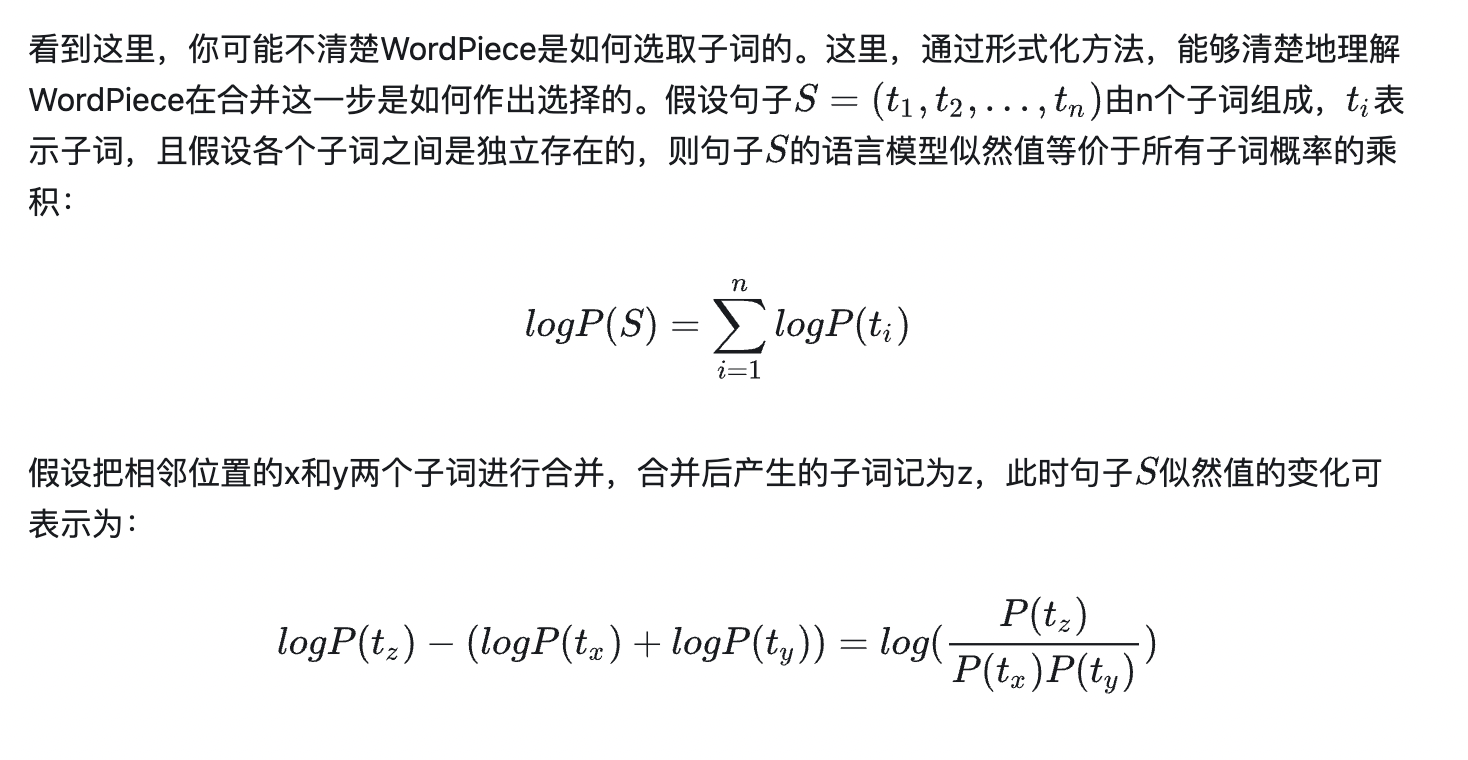 看到这里，你可能不清楚WordPiece是如何选取子词的。这里，通过形式化方法，能够清楚地理解
WordPiece在合并这一步是如何作出选择的。假设句子$S = (t_1, t_2, \ldots, t_n)$由n个子词组成，$t_i$表
示子词，且假设各个子词之间是独立存在的，则句子$S$的语言模型似然值等价于所有子词概率的乘
积：
$logP(S) = \sum_{i=1}^{n} logP(t_i)$
假设把相邻位置的x和y两个子词进行合并，合并后产生的子词记为z，此时句子$S$似然值的变化可
表示为：
$logP(t_z) - (logP(t_x) + logP(t_y)) = log(\frac{P(t_z)}{P(t_x)P(t_y)})$